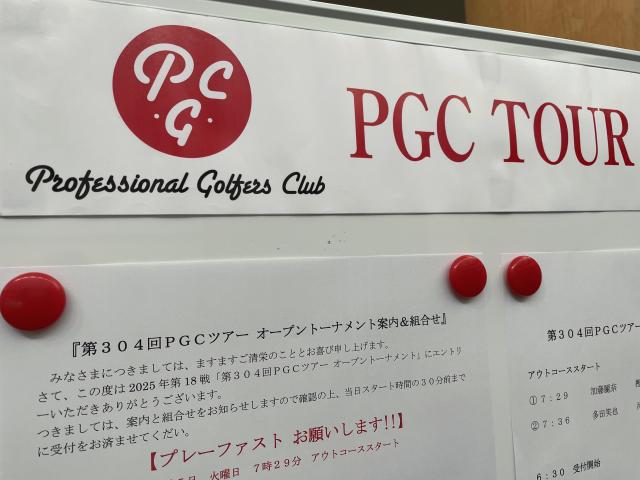 PCG
Professional Golfers Club
PGC TOUR
『第３０４回ＰＧＣツアー オープントーナメント案内＆組合せ』
みなさまにつきましては、ますますご清栄のこととお喜び申し上げます。
さて、この度は 2025 年第 18 戦「第３０４回ＰＧＣツアー オープントーナメント」にエントリ
ーいただきありがとうございます。
つきましては、案内と組合せをお知らせしますので確認の上、当日スタート時間の３０分前まで
に受付をお済ませてください。
【プレーファスト お願いします!!】
火曜日 ７時２９分 アウトコーススタート
第３０４回ＰＧＣツア
アウトコーススタート
①７：２９ 加藤
②７：３６ 多田英也
６：３０ 受付開始